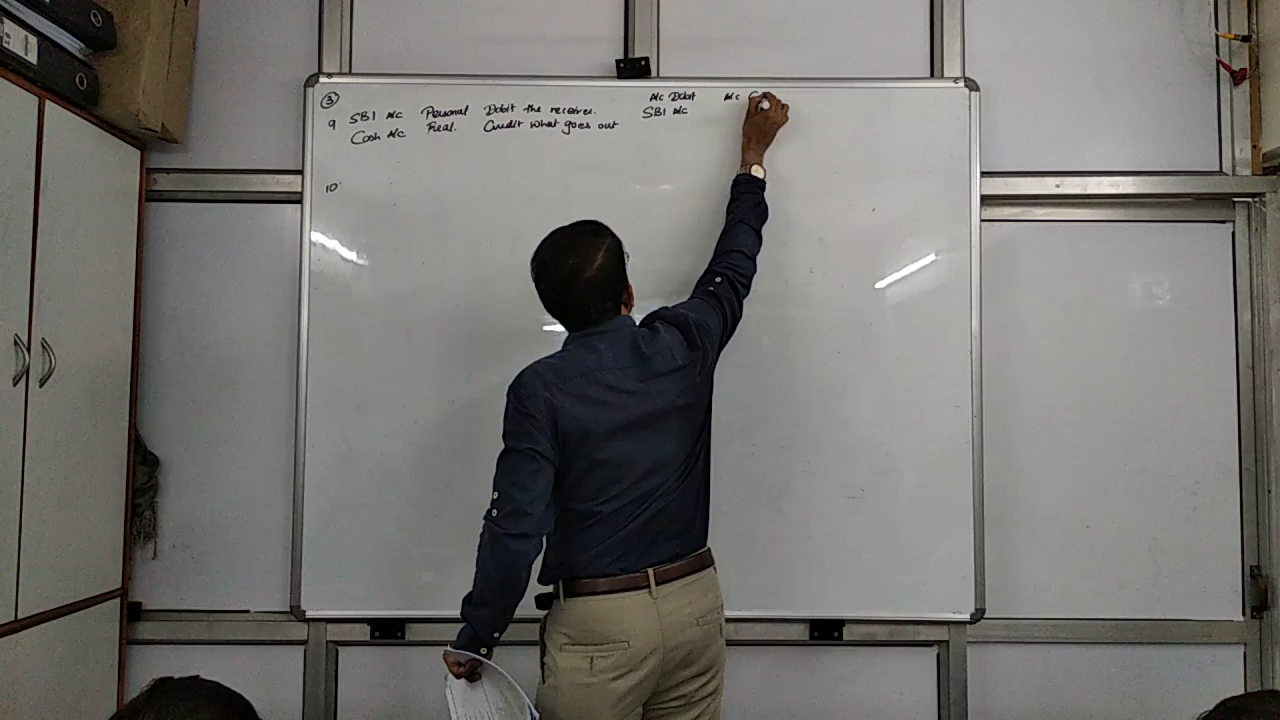 ③ A/c Debit A/c C
9 SBI A/c Personal Debit the receiver. SBI A/c
Cash A/c Real. Credit what goes out
10